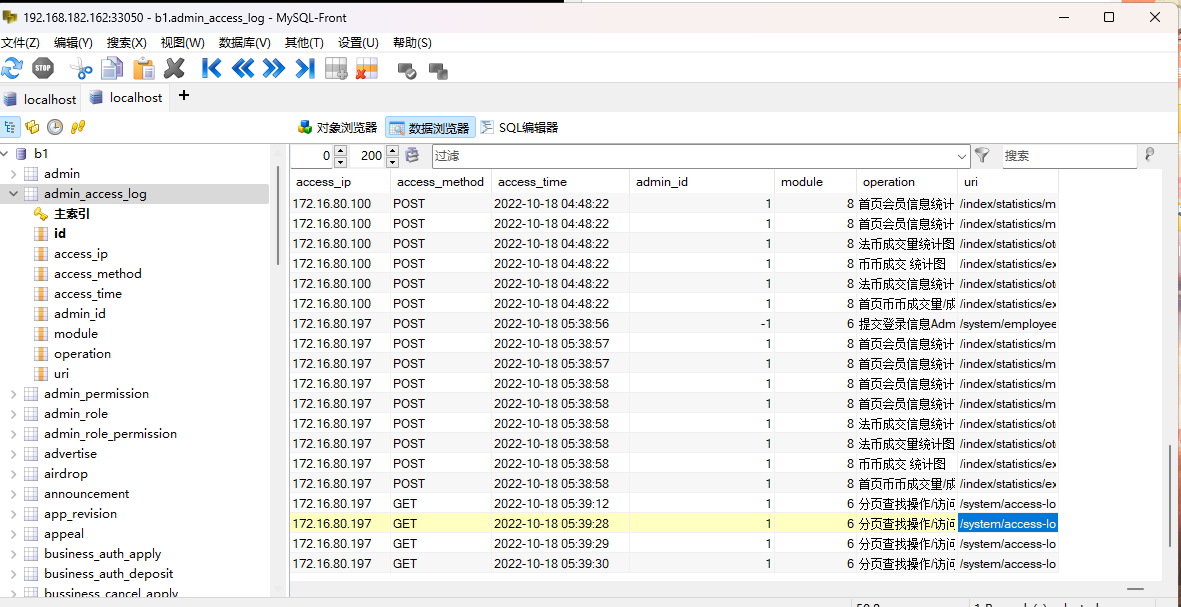 192.168.182.162:33050 - b1.admin_access_log - MySQL-Front
文件(Z) 编辑(Y) 搜索(X) 视图(W) 数据库(V) 其他(T) 设置(U) 帮助(S)
STOP
localhost localhost +
对象浏览器 数据浏览器 SQL编辑器
0 200 过滤 搜索
b1
admin
admin_access_log
主索引
id
access_ip
access_method
access_time
admin_id
module
operation
uri
admin_permission
admin_role
admin_role_permission
advertise
airdrop
announcement
app_revision
appeal
business_auth_apply
business_auth_deposit
bussiness_cancel_apply
access_ip access_method access_time admin_id module operation uri
172.16.80.100 POST 2022-10-18 04:48:22 1 8 首页会员信息统计 /index/statistics/m
172.16.80.100 POST 2022-10-18 04:48:22 1 8 首页会员信息统计 /index/statistics/m
172.16.80.100 POST 2022-10-18 04:48:22 1 8 法币成交量统计图 /index/statistics/ot
172.16.80.100 POST 2022-10-18 04:48:22 1 8 币币成交 统计图 /index/statistics/ex
172.16.80.100 POST 2022-10-18 04:48:22 1 8 法币成交信息统计 /index/statistics/ot
172.16.80.100 POST 2022-10-18 04:48:22 1 8 首页币币成交量/成 /index/statistics/ex
172.16.80.197 POST 2022-10-18 05:38:56 -1 6 提交登录信息Adm /system/employee
172.16.80.197 POST 2022-10-18 05:38:57 1 8 首页会员信息统计 /index/statistics/m
172.16.80.197 POST 2022-10-18 05:38:57 1 8 首页会员信息统计 /index/statistics/m
172.16.80.197 POST 2022-10-18 05:38:58 1 8 首页会员信息统计 /index/statistics/m
172.16.80.197 POST 2022-10-18 05:38:58 1 8 首页会员信息统计 /index/statistics/m
172.16.80.197 POST 2022-10-18 05:38:58 1 8 法币成交信息统计 /index/statistics/ot
172.16.80.197 POST 2022-10-18 05:38:58 1 8 法币成交量统计图 /index/statistics/ot
172.16.80.197 POST 2022-10-18 05:38:58 1 8 币币成交 统计图 /index/statistics/ex
172.16.80.197 POST 2022-10-18 05:38:58 1 8 首页币币成交量/成 /index/statistics/ex
172.16.80.197 GET 2022-10-18 05:39:12 1 6 分页查找操作/访问 /system/access-lo
172.16.80.197 GET 2022-10-18 05:39:28 1 6 分页查找操作/访问 /system/access-lo
172.16.80.197 GET 2022-10-18 05:39:29 1 6 分页查找操作/访问 /system/access-lo
172.16.80.197 GET 2022-10-18 05:39:30 1 6 分页查找操作/访问 /system/access-lo